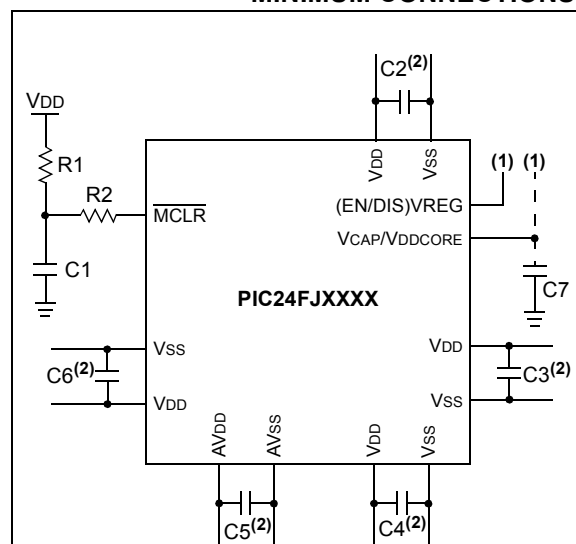 MINIMUM CONNECTIONS
C2(2)
VDD
R1
R2
C1
MCLR
VDD
VSS
(1) (1)
(EN/DIS)VREG
VCAP/VDDCORE
C7
PIC24FJXXXX
VSS
C6(2)
VDD
VDD
C3(2)
VSS
AVDD
AVSS
VDD
VSS
C5(2)
C4(2)